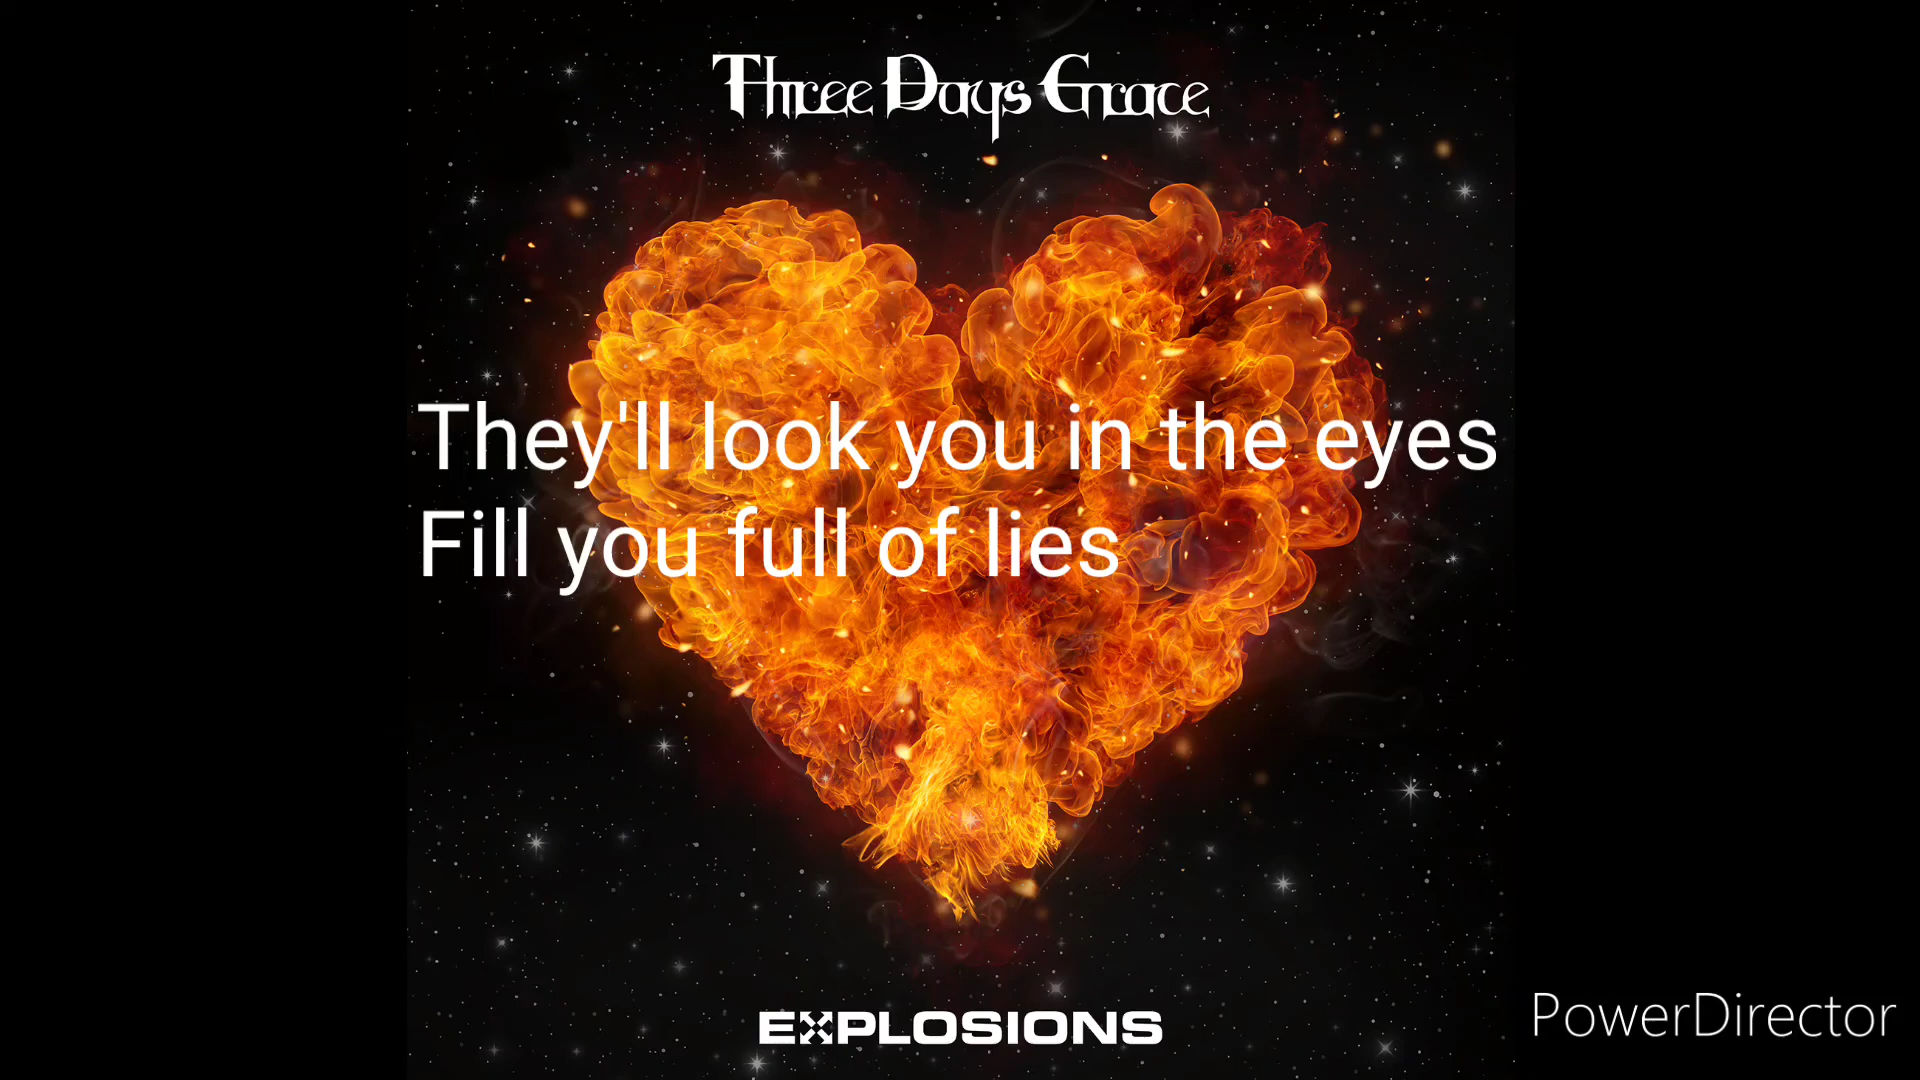 Three Days Grace
They'll look you in the eyes
Fill you full of lies
EXPLOSIONS
PowerDirector